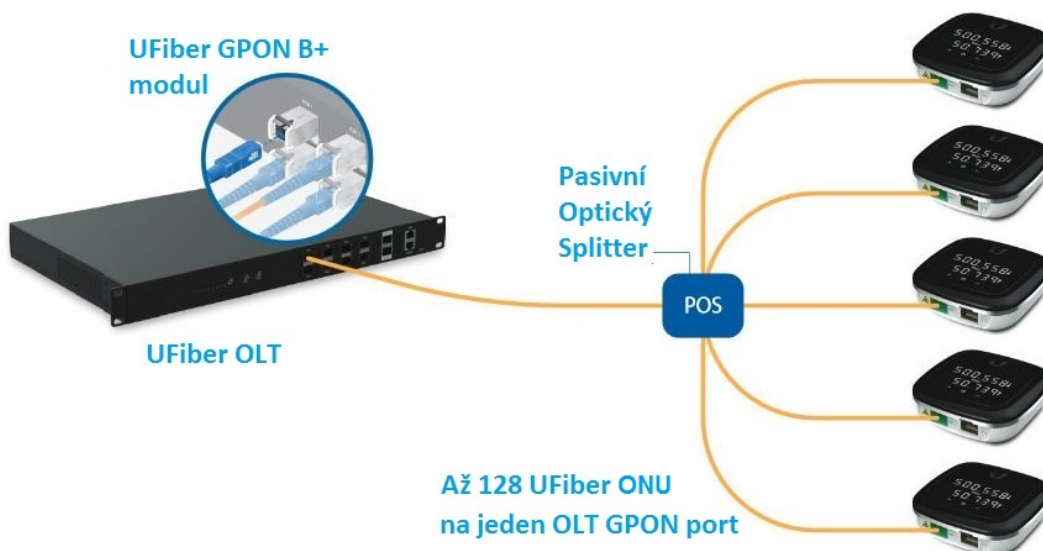 UFiber GPON B+
modul
UFiber OLT
Pasivní
Optický
Splitter
POS
Až 128 UFiber ONU
na jeden OLT GPON port